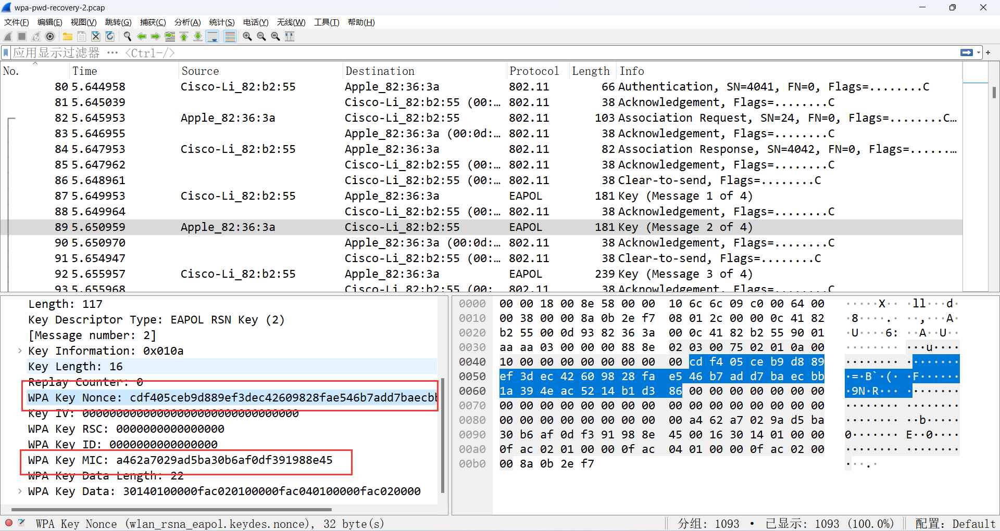 wpa-pwd-recovery-2.pcap
文件(F) 编辑(E) 视图(V) 跳转(G) 捕获(C) 分析(A) 统计(S) 电话(Y) 无线(W) 工具(T) 帮助(H)
应用显示过滤器 … <Ctrl-/>
No. Time Source Destination Protocol Length Info
80 5.644958 Cisco-Li_82:b2:55 Apple_82:36:3a 802.11 66 Authentication, SN=4041, FN=0, Flags=........C
81 5.645039 Cisco-Li_82:b2:55 (00:… 802.11 38 Acknowledgement, Flags=........C
82 5.645953 Apple_82:36:3a Cisco-Li_82:b2:55 802.11 103 Association Request, SN=24, FN=0, Flags=........C…
83 5.646955 Apple_82:36:3a (00:0d:… 802.11 38 Acknowledgement, Flags=........C
84 5.647953 Cisco-Li_82:b2:55 Apple_82:36:3a 802.11 82 Association Response, SN=4042, FN=0, Flags=.......…
85 5.647962 Cisco-Li_82:b2:55 (00:… 802.11 38 Acknowledgement, Flags=........C
86 5.648961 Cisco-Li_82:b2:55 (00:… 802.11 38 Clear-to-send, Flags=........C
87 5.649953 Cisco-Li_82:b2:55 Apple_82:36:3a EAPOL 181 Key (Message 1 of 4)
88 5.649964 Cisco-Li_82:b2:55 (00:… 802.11 38 Acknowledgement, Flags=........C
89 5.650959 Apple_82:36:3a Cisco-Li_82:b2:55 EAPOL 181 Key (Message 2 of 4)
90 5.650970 Apple_82:36:3a (00:0d:… 802.11 38 Acknowledgement, Flags=........C
91 5.654947 Cisco-Li_82:b2:55 (00:… 802.11 38 Clear-to-send, Flags=........C
92 5.655957 Cisco-Li_82:b2:55 Apple_82:36:3a EAPOL 239 Key (Message 3 of 4)
93 5.655968 Cisco-Li_82:b2:55 (00: 802.11 38 Acknowledgement, Flags=........C
Length: 117
Key Descriptor Type: EAPOL RSN Key (2)
[Message number: 2]
Key Information: 0x010a
Key Length: 16
Replay Counter: 0
WPA Key Nonce: cdf405ceb9d889ef3dec42609828fae546b7add7baecbb
Key IV: 00000000000000000000000000000000
WPA Key RSC: 0000000000000000
WPA Key ID: 0000000000000000
WPA Key MIC: a462a7029ad5ba30b6af0df391988e45
WPA Key Data Length: 22
WPA Key Data: 30140100000fac020100000fac040100000fac020000
0000 00 00 18 00 8e 58 00 00 10 6c 6c 09 c0 00 64 00 ·····X·· ·ll···d·
0010 00 38 00 00 8a 0b 2e f7 08 01 2c 00 00 0c 41 82 ·8····.· ··,···A·
0020 b2 55 00 0d 93 82 36 3a 00 0c 41 82 b2 55 90 01 ·U····6: ··A··U··
0030 aa aa 03 00 00 00 88 8e 02 03 00 75 02 01 0a 00 ········ ···u····
0040 10 00 00 00 00 00 00 00 00 cd f4 05 ce b9 d8 89 ········ ········
0050 ef 3d ec 42 60 98 28 fa e5 46 b7 ad d7 ba ec bb ·=·B`·(· ·F······
0060 1a 39 4e ac 52 14 b1 d3 86 00 00 00 00 00 00 00 ·9N·R··· ········
0070 00 00 00 00 00 00 00 00 00 00 00 00 00 00 00 00 ········ ········
0080 00 00 00 00 00 00 00 00 00 a4 62 a7 02 9a d5 ba ········ ··b·····
0090 30 b6 af 0d f3 91 98 8e 45 00 16 30 14 01 00 00 0······· E··0····
00a0 0f ac 02 01 00 00 0f ac 04 01 00 00 0f ac 02 00 ········ ········
00b0 00 8a 0b 2e f7 ···.·
WPA Key Nonce (wlan_rsna_eapol.keydes.nonce), 32 byte(s) 分组: 1093 · 已显示: 1093 (100.0%) 配置: Default